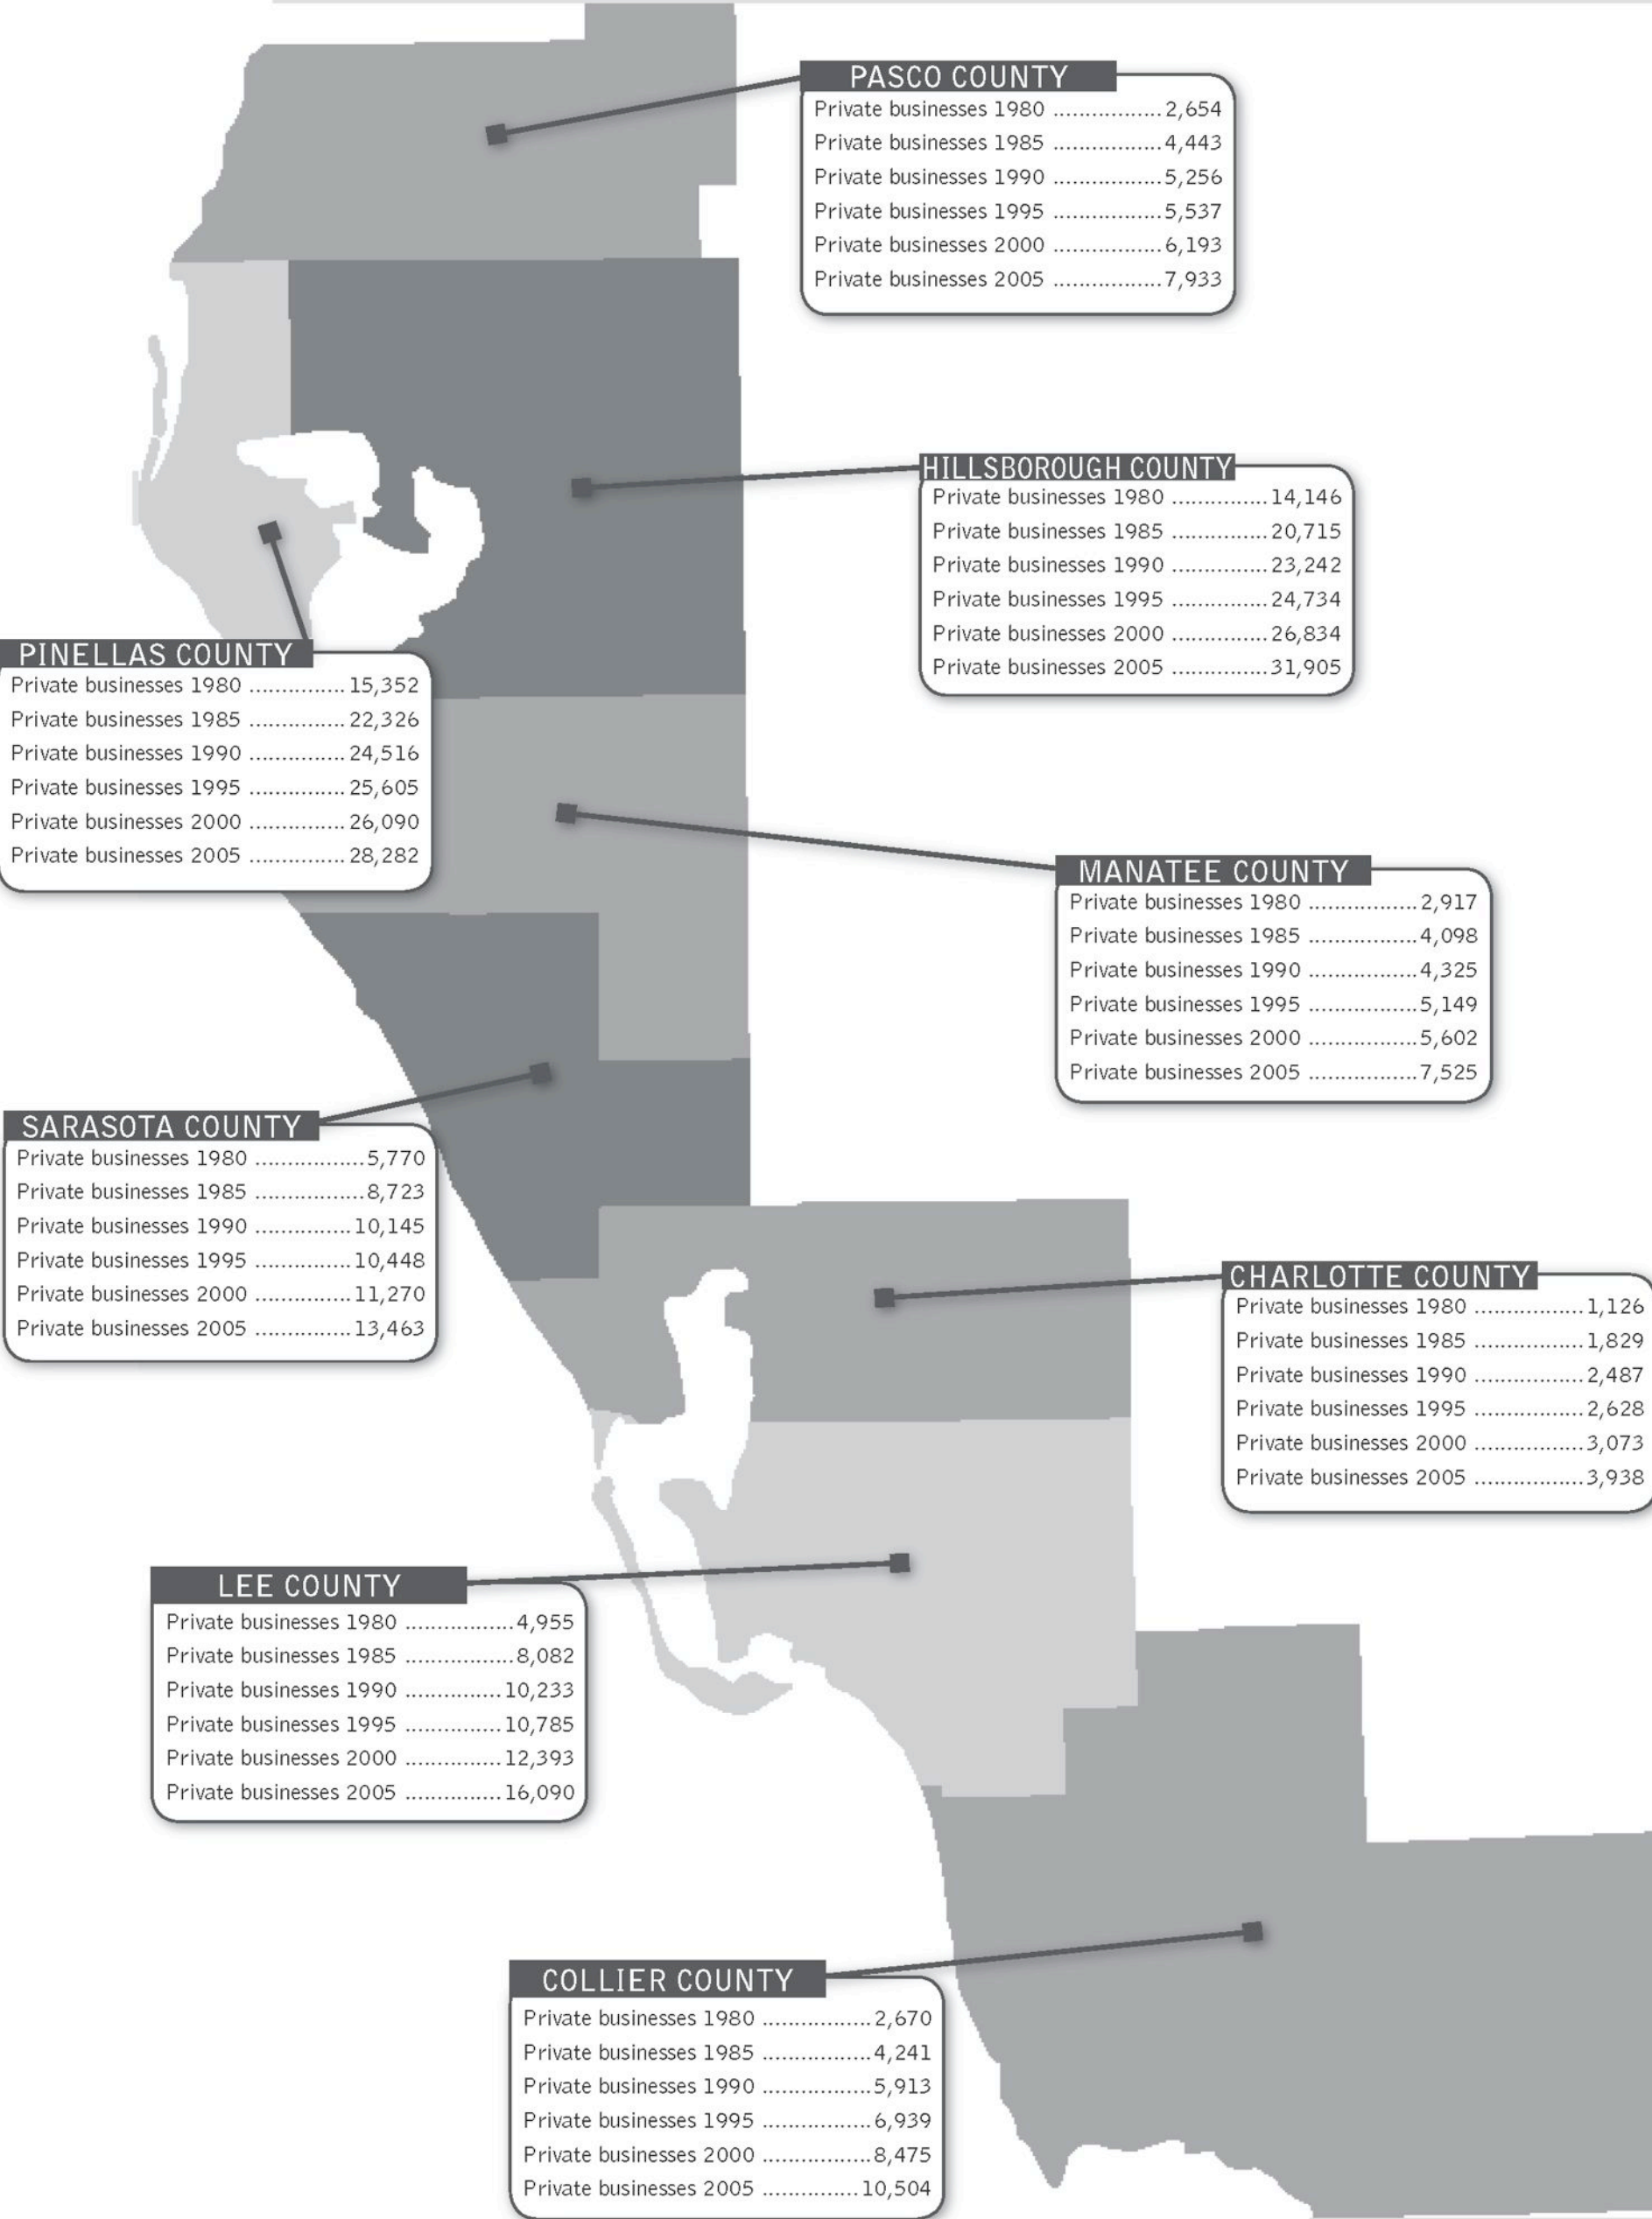 PASCO COUNTY
Private businesses 1980 .................2,654
Private businesses 1985 .................4,443
Private businesses 1990 .................5,256
Private businesses 1995 .................5,537
Private businesses 2000 .................6,193
Private businesses 2005 .................7,933
HILLSBOROUGH COUNTY
Private businesses 1980 ...............14,146
Private businesses 1985 ...............20,715
Private businesses 1990 ...............23,242
Private businesses 1995 ...............24,734
Private businesses 2000 ...............26,834
Private businesses 2005 ...............31,905
PINELLAS COUNTY
Private businesses 1980 ...............15,352
Private businesses 1985 ...............22,326
Private businesses 1990 ...............24,516
Private businesses 1995 ...............25,605
Private businesses 2000 ...............26,090
Private businesses 2005 ...............28,282
MANATEE COUNTY
Private businesses 1980 .................2,917
Private businesses 1985 .................4,098
Private businesses 1990 .................4,325
Private businesses 1995 .................5,149
Private businesses 2000 .................5,602
Private businesses 2005 .................7,525
SARASOTA COUNTY
Private businesses 1980 .................5,770
Private businesses 1985 .................8,723
Private businesses 1990 ...............10,145
Private businesses 1995 ...............10,448
Private businesses 2000 ...............11,270
Private businesses 2005 ...............13,463
CHARLOTTE COUNTY
Private businesses 1980 .................1,126
Private businesses 1985 .................1,829
Private businesses 1990 .................2,487
Private businesses 1995 .................2,628
Private businesses 2000 .................3,073
Private businesses 2005 .................3,938
LEE COUNTY
Private businesses 1980 .................4,955
Private businesses 1985 .................8,082
Private businesses 1990 ...............10,233
Private businesses 1995 ...............10,785
Private businesses 2000 ...............12,393
Private businesses 2005 ...............16,090
COLLIER COUNTY
Private businesses 1980 .................2,670
Private businesses 1985 .................4,241
Private businesses 1990 .................5,913
Private businesses 1995 .................6,939
Private businesses 2000 .................8,475
Private businesses 2005 ...............10,504